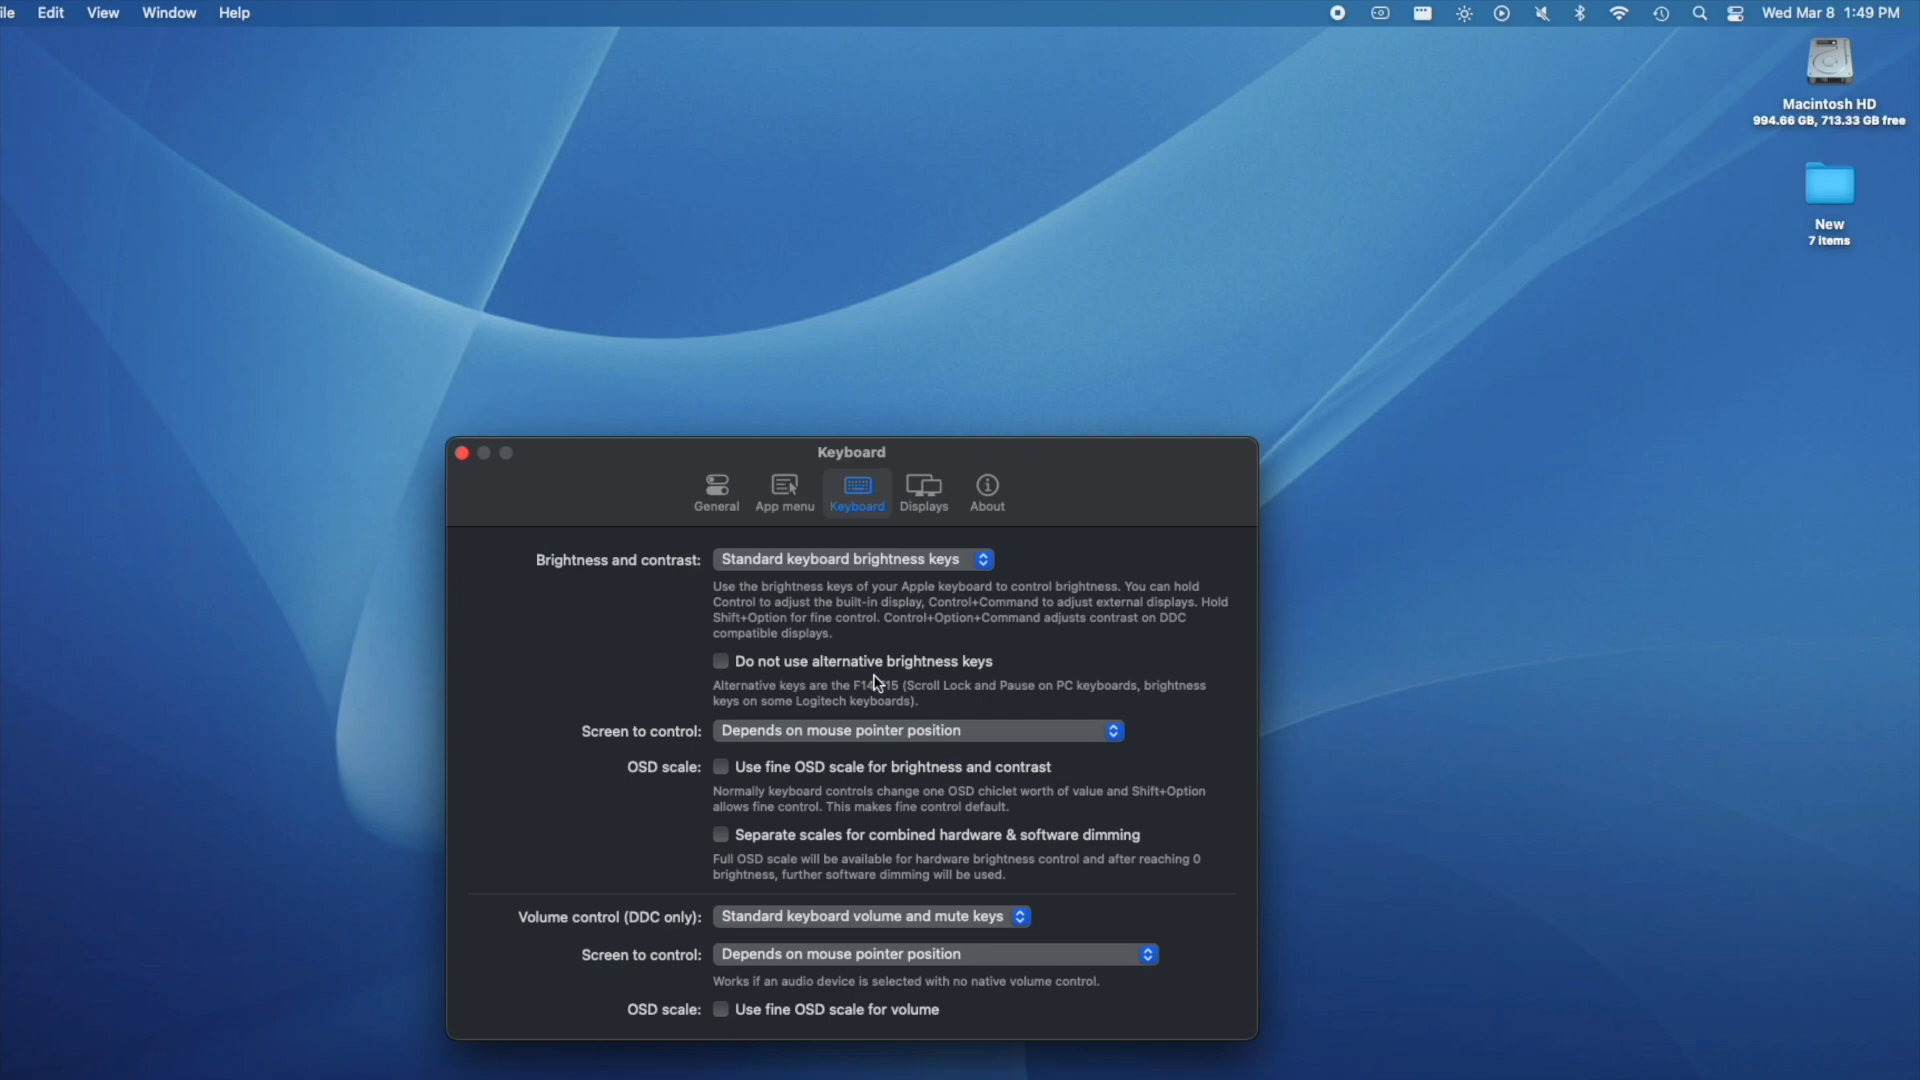 ile Edit View Window Help Wed Mar 8 1:49 PM
Macintosh HD
994.66 GB, 713.33 GB free
New
7 items
Keyboard
General App menu Keyboard Displays About
Brightness and contrast: Standard keyboard brightness keys
Use the brightness keys of your Apple keyboard to control brightness. You can hold
Control to adjust the built-in display, Control+Command to adjust external displays. Hold
Shift+Option for fine control. Control+Option+Command adjusts contrast on DDC
compatible displays.
Do not use alternative brightness keys
Alternative keys are the (Scroll Lock and Pause on PC keyboards, brightness
keys on some Logitech keyboards).
Screen to control: Depends on mouse pointer position
OSD scale: Use fine OSD scale for brightness and contrast
Normally keyboard controls change one OSD chiclet worth of value and Shift+Option
allows fine control. This makes fine control default.
Separate scales for combined hardware & software dimming
Full OSD scale will be available for hardware brightness control and after reaching 0
brightness, further software dimming will be used.
Volume control (DDC only): Standard keyboard volume and mute keys
Screen to control: Depends on mouse pointer position
Works if an audio device is selected with no native volume control.
OSD scale: Use fine OSD scale for volume